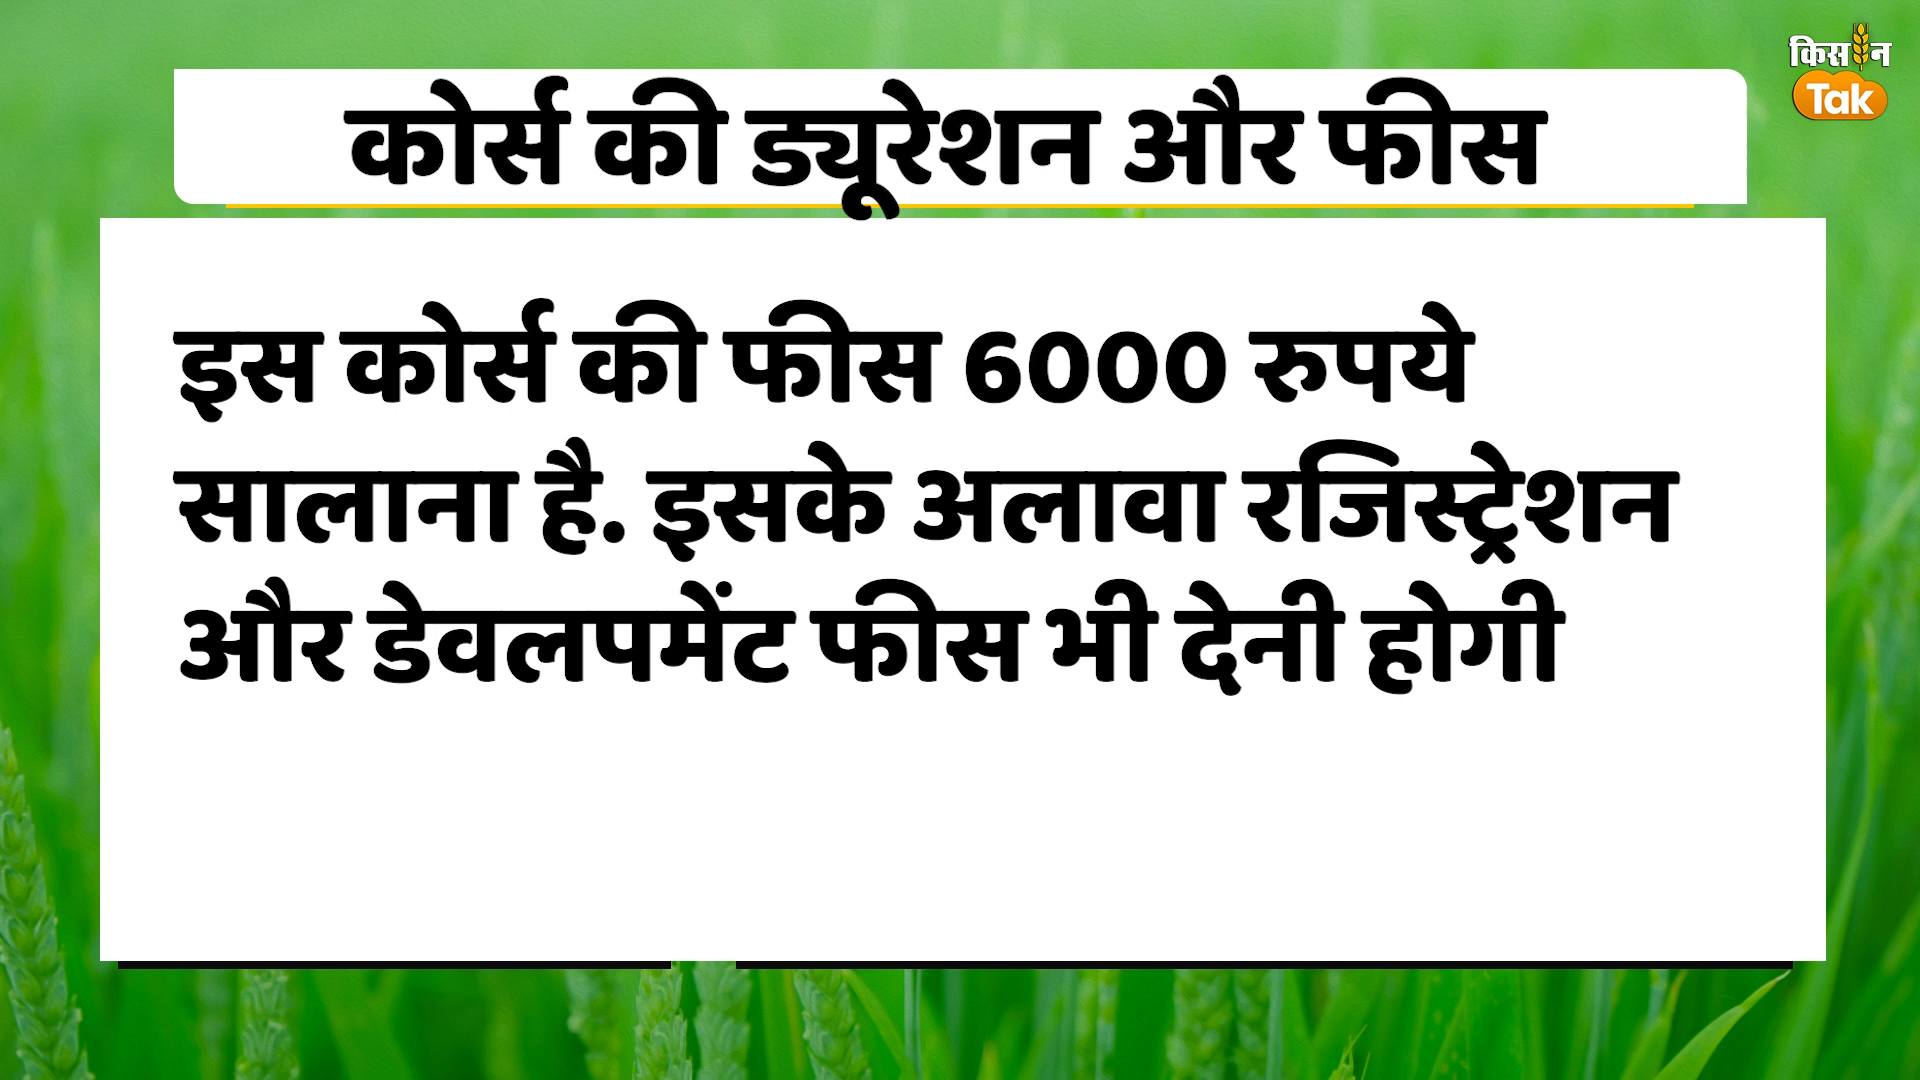 किसान
Tak
कोर्स की ड्यूरेशन और फीस
इस कोर्स की फीस 6000 रुपये
सालाना है. इसके अलावा रजिस्ट्रेशन
और डेवलपमेंट फीस भी देनी होगी